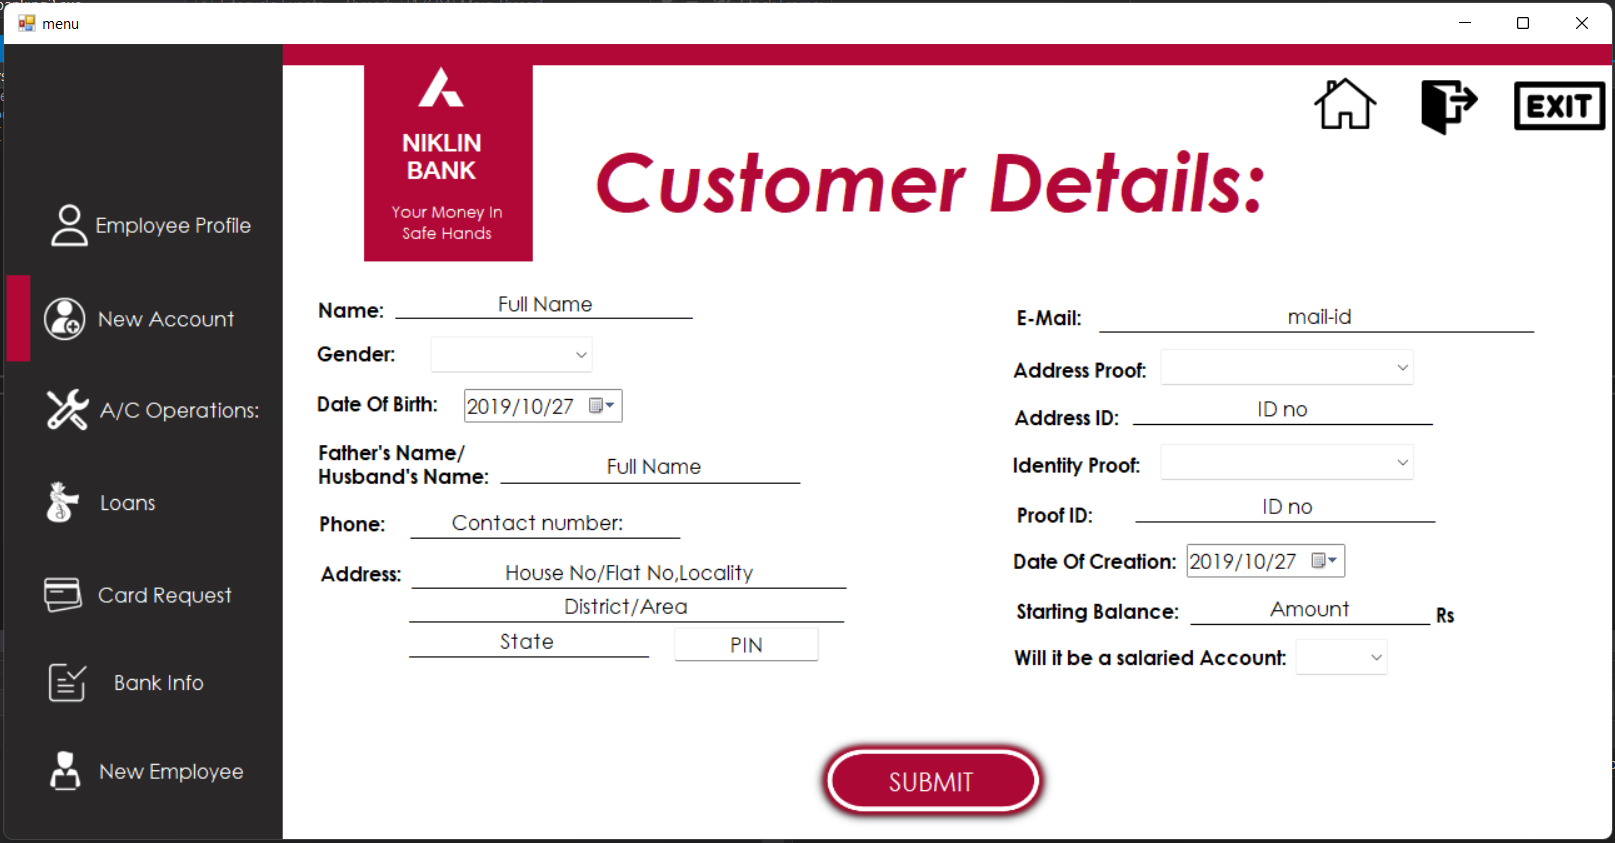 menu
NIKLIN
BANK
Your Money In
Safe Hands
EXIT
Customer Details:
Employee Profile
New Account
A/C Operations:
Loans
Card Request
Bank Info
New Employee
Name: Full Name
Gender:
Date Of Birth: 2019/10/27
Father's Name/
Husband's Name: Full Name
Phone: Contact number:
Address: House No/Flat No,Locality
District/Area
State PIN
E-Mail: mail-id
Address Proof:
Address ID: ID no
Identity Proof:
Proof ID: ID no
Date Of Creation: 2019/10/27
Starting Balance: Amount Rs
Will it be a salaried Account:
SUBMIT